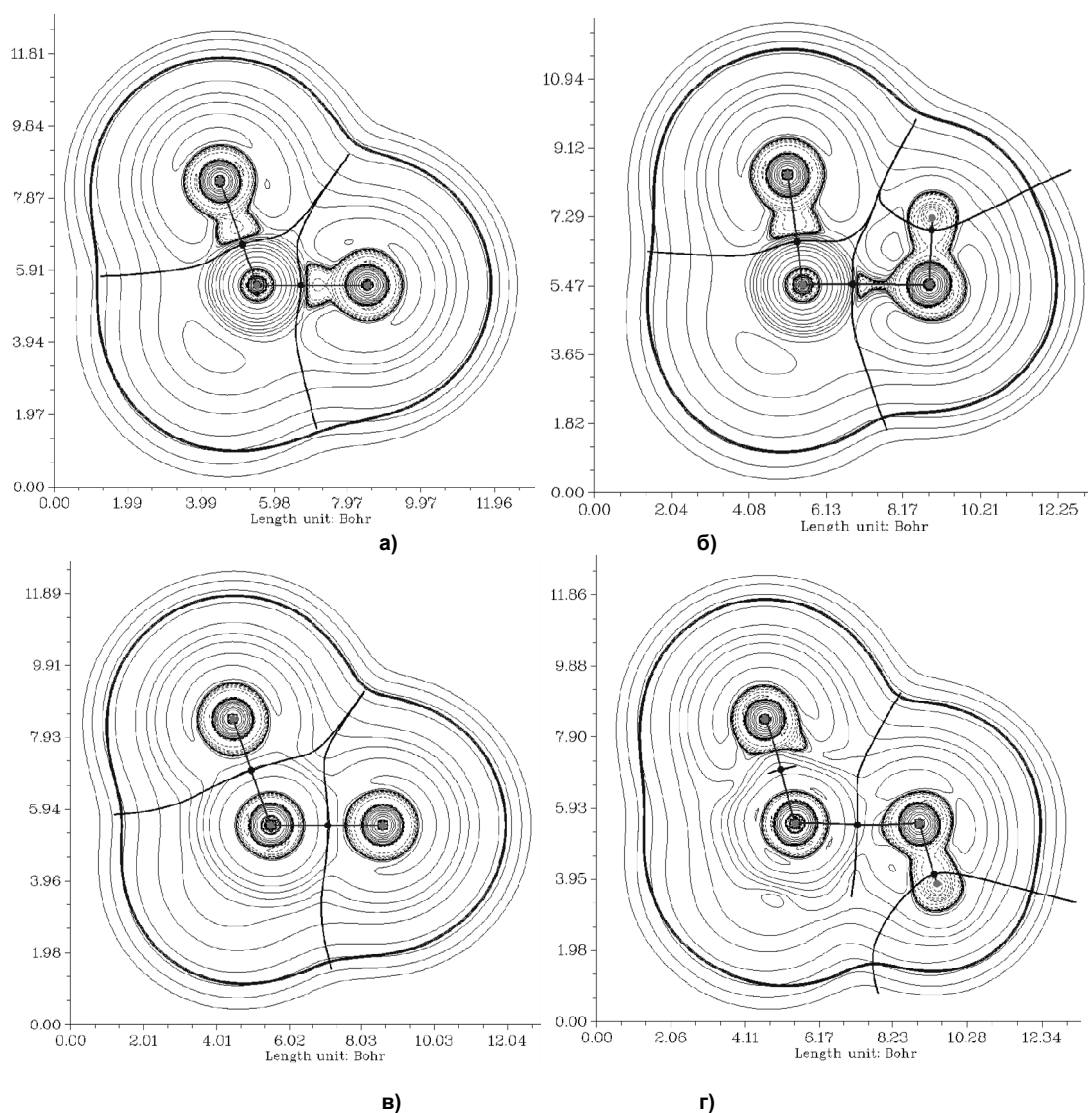 11.81
9.84
7.87
5.91
3.94
1.97
0.00
0.00 1.99 3.99 5.98 7.97 9.97 11.96
Length unit: Bohr
а)
10.94
9.12
7.29
5.47
3.65
1.82
0.00
0.00 2.04 4.08 6.13 8.17 10.21 12.25
Length unit: Bohr
б)
11.89
9.91
7.93
5.94
3.96
1.98
0.00
0.00 2.01 4.01 6.02 8.03 10.03 12.04
Length unit: Bohr
в)
11.86
9.88
7.90
5.93
3.95
1.98
0.00
0.00 2.06 4.11 6.17 8.23 10.28 12.34
Length unit: Bohr
г)